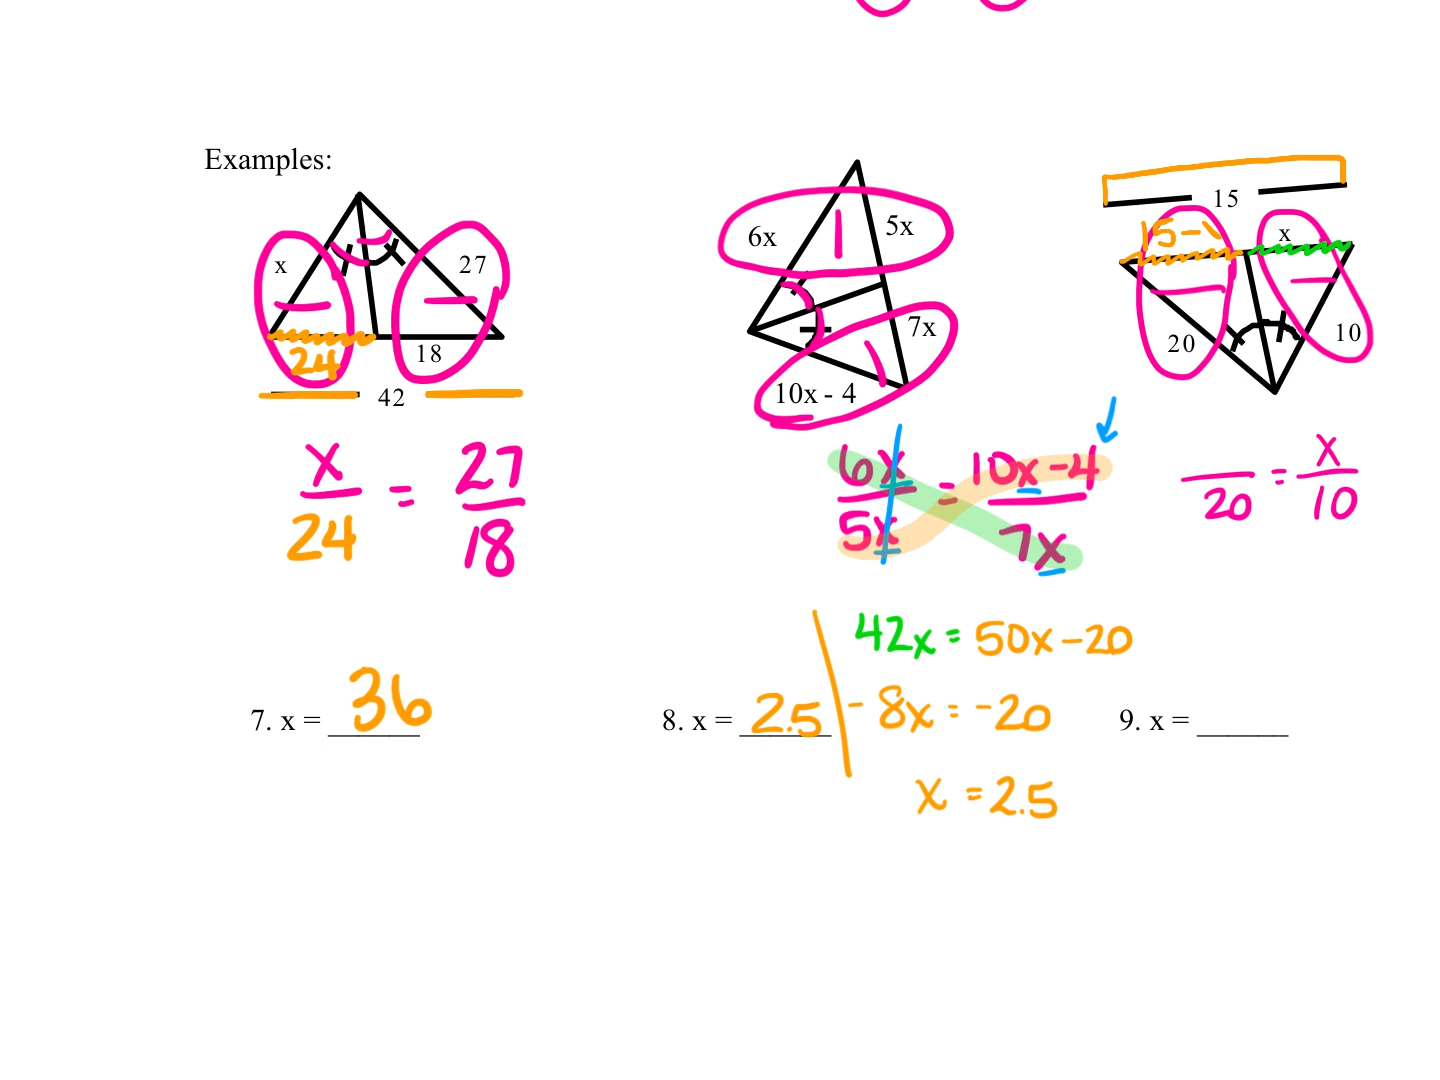 Examples:
x
27
24
18
42
x/24 = 27/18
7. x = 36
6x
5x
7x
10x - 4
6x/5x = 10x-4/7x
42x = 50x-20
-8x = -20
x = 2.5
8. x = 2.5
15
15-x
x
20
10
/20 = x/10
9. x = ______